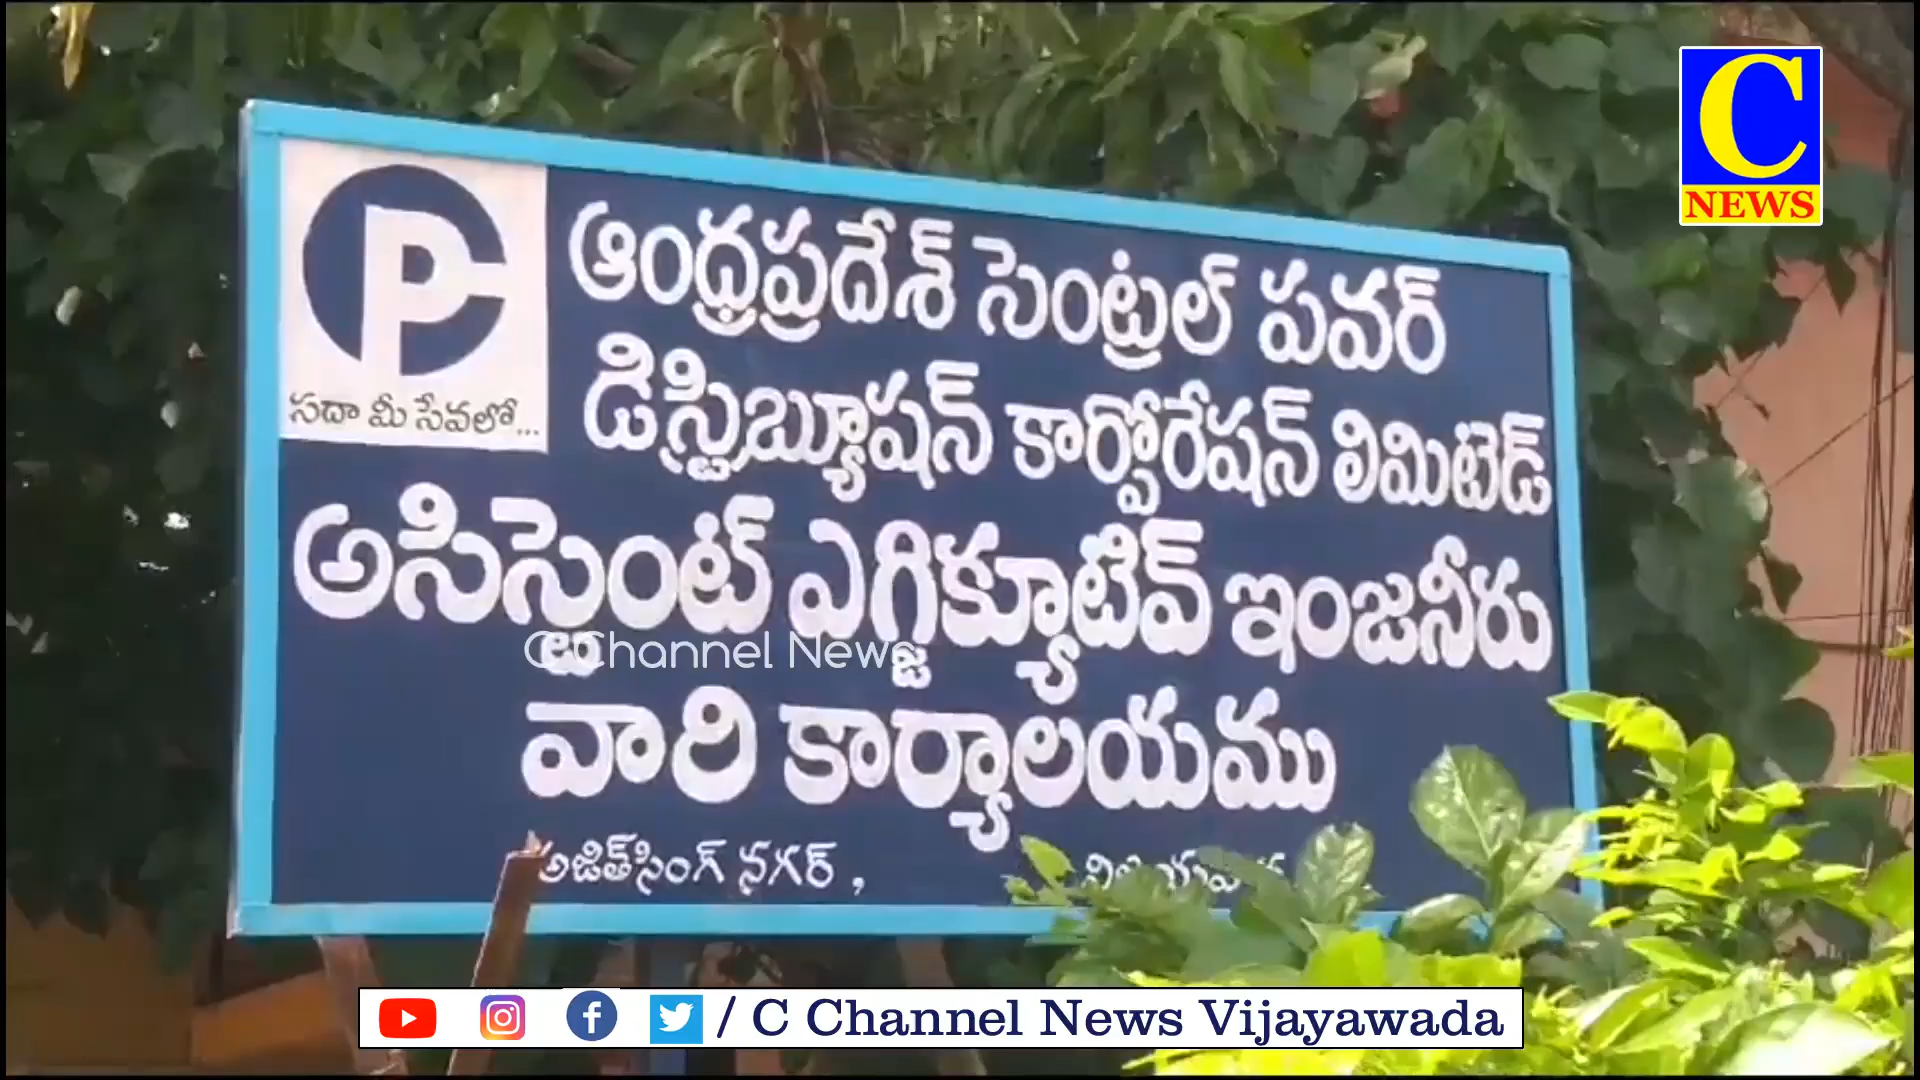 C
NEWS
CP
సదా మీ సేవలో...
ఆంధ్రప్రదేశ్ సెంట్రల్ పవర్
డిస్ట్రిబ్యూషన్ కార్పోరేషన్ లిమిటెడ్
అసిస్టెంట్ ఎగ్జిక్యూటివ్ ఇంజనీరు
C Channel News
వారి కార్యాలయము
అజిత్‌సింగ్ నగర్,
/ C Channel News Vijayawada